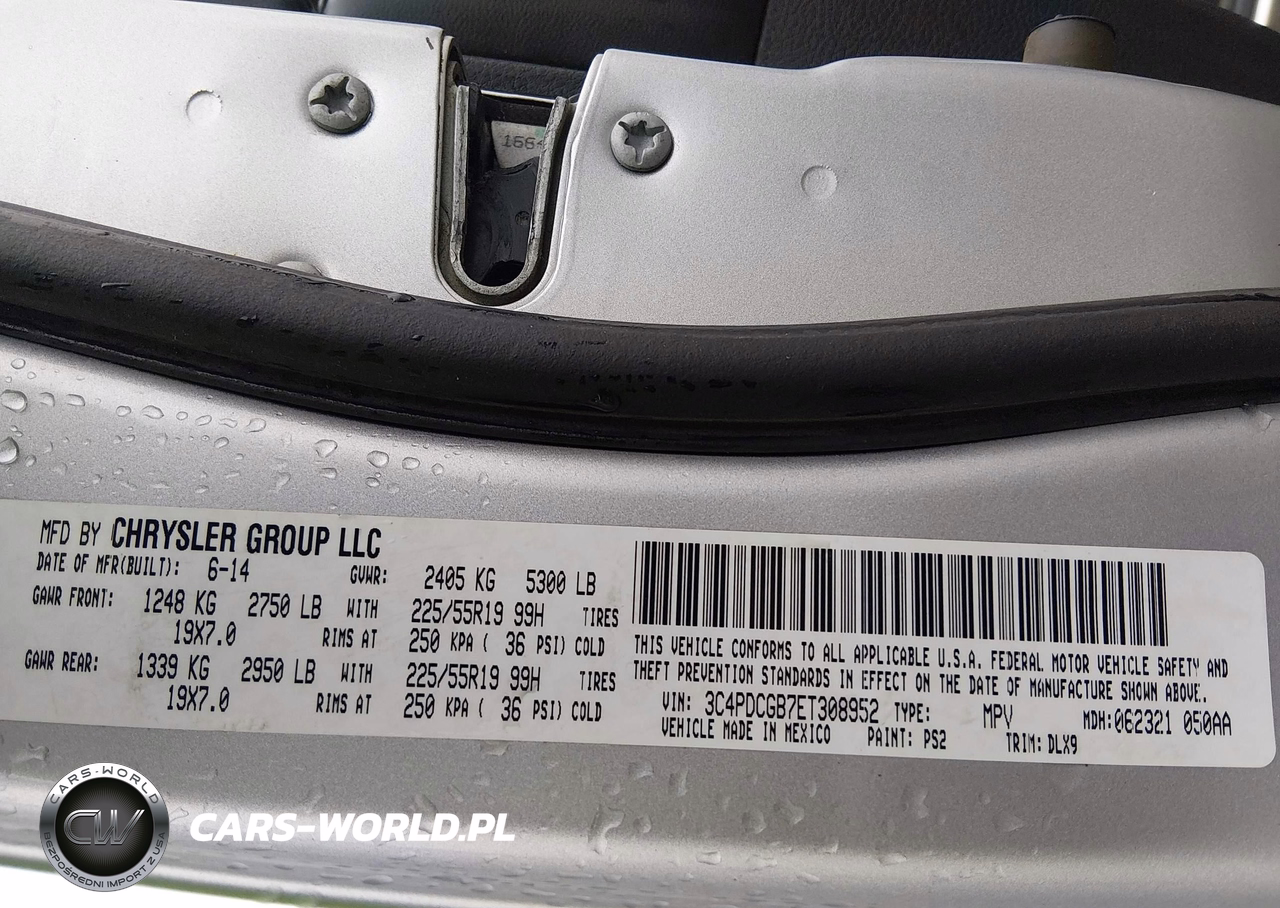 1664
MFD BY CHRYSLER GROUP LLC
DATE OF MFR(BUILT): 6-14 GVWR: 2405 KG 5300 LB
GAWR FRONT: 1248 KG 2750 LB WITH 225/55R19 99H TIRES
19X7.0 RIMS AT 250 KPA ( 36 PSI) COLD
GAWR REAR: 1339 KG 2950 LB WITH 225/55R19 99H TIRES
19X7.0 RIMS AT 250 KPA ( 36 PSI) COLD
THIS VEHICLE CONFORMS TO ALL APPLICABLE U.S.A. FEDERAL MOTOR VEHICLE SAFETY AND
THEFT PREVENTION STANDARDS IN EFFECT ON THE DATE OF MANUFACTURE SHOWN ABOVE.
VIN: 3C4PDCGB7ET308952 TYPE: MPV MDH:062321 050AA
VEHICLE MADE IN MEXICO PAINT: PS2 TRIM: DLX9
CARS-WORLD
CW
BEZPOŚREDNI IMPORT Z USA
CARS-WORLD.PL